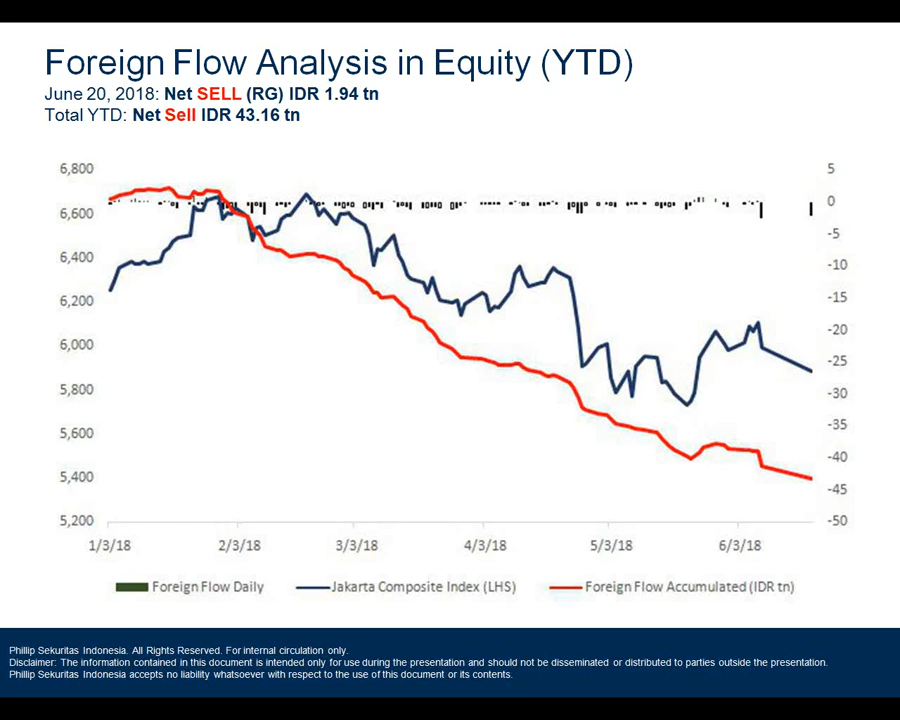 Foreign Flow Analysis in Equity (YTD)
June 20, 2018: Net SELL (RG) IDR 1.94 tn
Total YTD: Net Sell IDR 43.16 tn
6,800
6,600
6,400
6,200
6,000
5,800
5,600
5,400
5,200
5
0
-5
-10
-15
-20
-25
-30
-35
-40
-45
-50
1/3/18 2/3/18 3/3/18 4/3/18 5/3/18 6/3/18
Foreign Flow Daily Jakarta Composite Index (LHS) Foreign Flow Accumulated (IDR tn)
Phillip Sekuritas Indonesia. All Rights Reserved. For internal circulation only.
Disclaimer: The information contained in this document is intended only for use during the presentation and should not be disseminated or distributed to parties outside the presentation.
Phillip Sekuritas Indonesia accepts no liability whatsoever with respect to the use of this document or its contents.